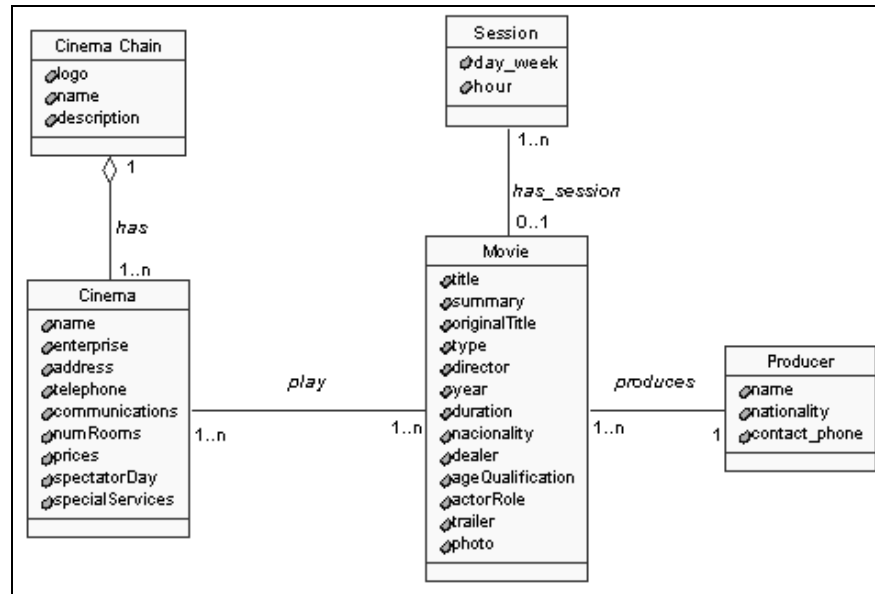 Cinema Chain
logo
name
description
1
has
1..n
Session
day_week
hour
1..n
has_session
0..1
Cinema
name
enterprise
address
telephone
communications
numRooms
prices
spectatorDay
specialServices
play
1..n
1..n
Movie
title
summary
originalTitle
type
director
year
duration
nacionality
dealer
ageQualification
actorRole
trailer
photo
produces
1..n
1
Producer
name
nationality
contact_phone